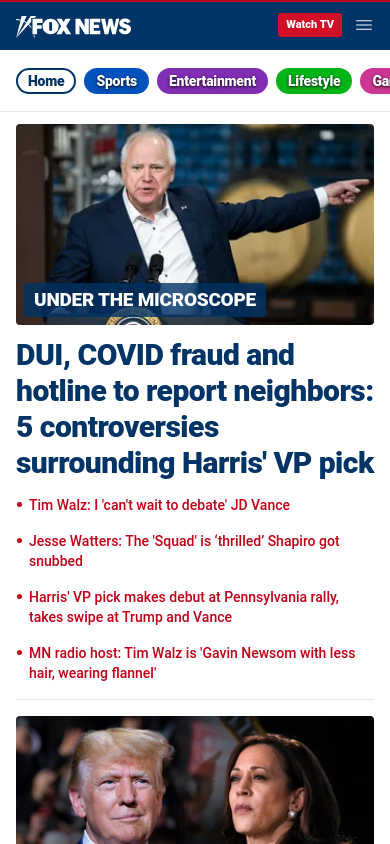 FOX NEWS
Watch TV
Home
Sports
Entertainment
Lifestyle
Ga
UNDER THE MICROSCOPE
DUI, COVID fraud and
hotline to report neighbors:
5 controversies
surrounding Harris' VP pick
Tim Walz: I 'can't wait to debate' JD Vance
Jesse Watters: The 'Squad' is ‘thrilled’ Shapiro got
snubbed
Harris' VP pick makes debut at Pennsylvania rally,
takes swipe at Trump and Vance
MN radio host: Tim Walz is 'Gavin Newsom with less
hair, wearing flannel'